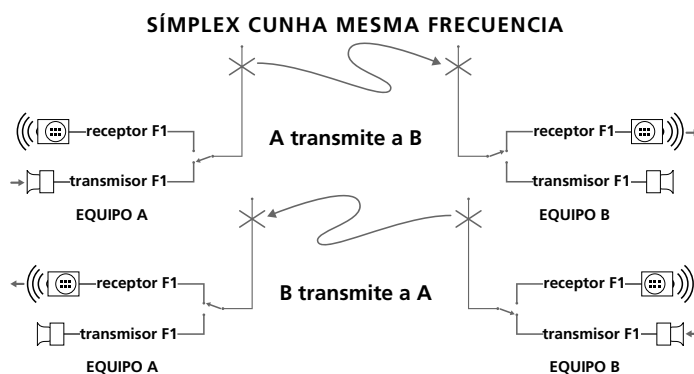 SÍMPLEX CUNHA MESMA FRECUENCIA
receptor F1
A transmite a B
receptor F1
transmisor F1
transmisor F1
EQUIPO A
EQUIPO B
receptor F1
B transmite a A
receptor F1
transmisor F1
transmisor F1
EQUIPO A
EQUIPO B